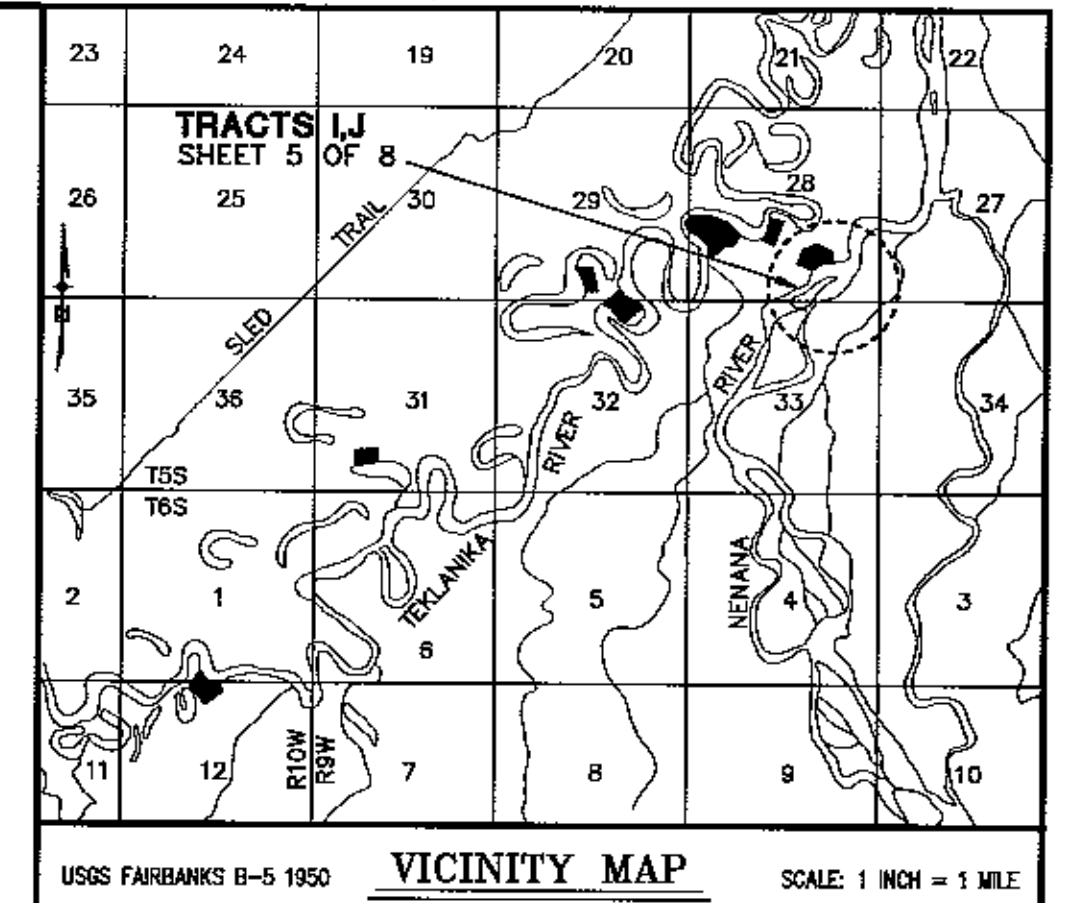 23 24 19 20 21 22
TRACTS I,J
SHEET 5 OF 8
26 25 30 29 28 27
SLED TRAIL
35 36 31 32 33 34
RIVER
RIVER
T5S
T6S
TEKLANIKA
NENANA
2 1 6 5 4 3
R10W
R9W
11 12 7 8 9 10
USGS FAIRBANKS B-5 1950
VICINITY MAP
SCALE: 1 INCH = 1 MILE